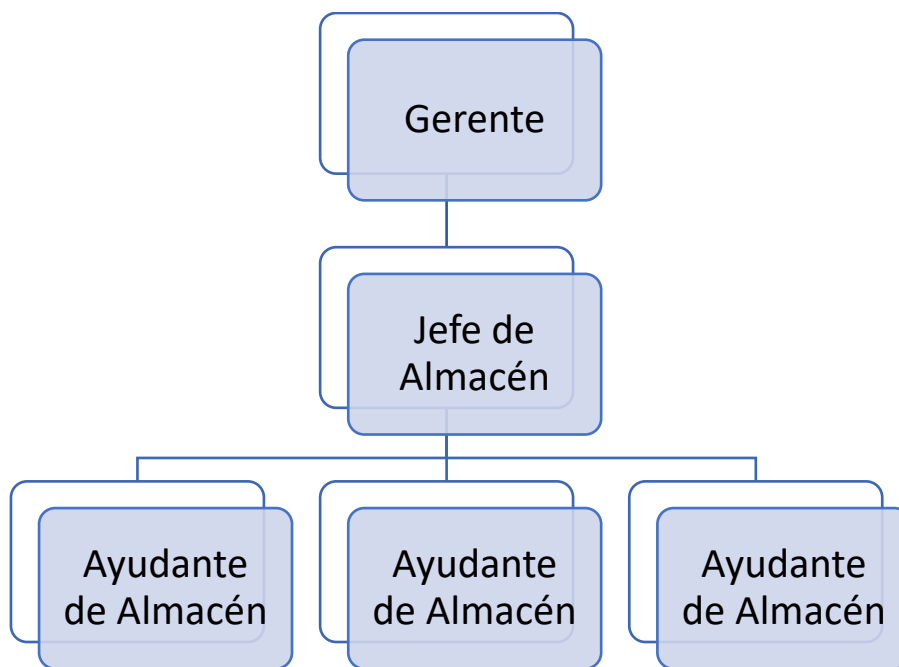 Gerente
Jefe de
Almacén
Ayudante
de Almacén
Ayudante
de Almacén
Ayudante
de Almacén